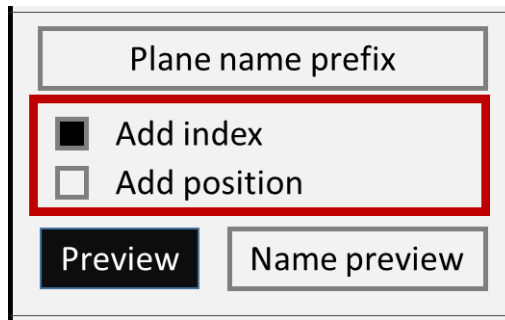 Plane name prefix
Add index
Add position
Preview Name preview